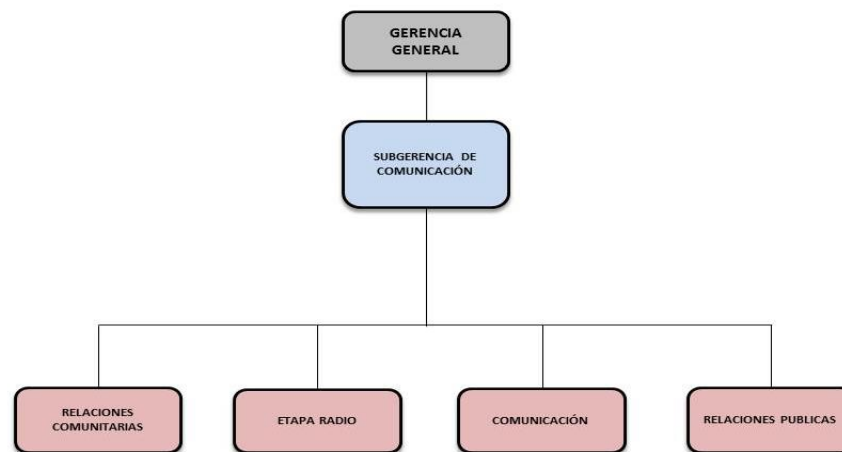 GERENCIA
GENERAL
SUBGERENCIA DE
COMUNICACIÓN
RELACIONES
COMUNITARIAS
ETAPA RADIO
COMUNICACIÓN
RELACIONES PUBLICAS